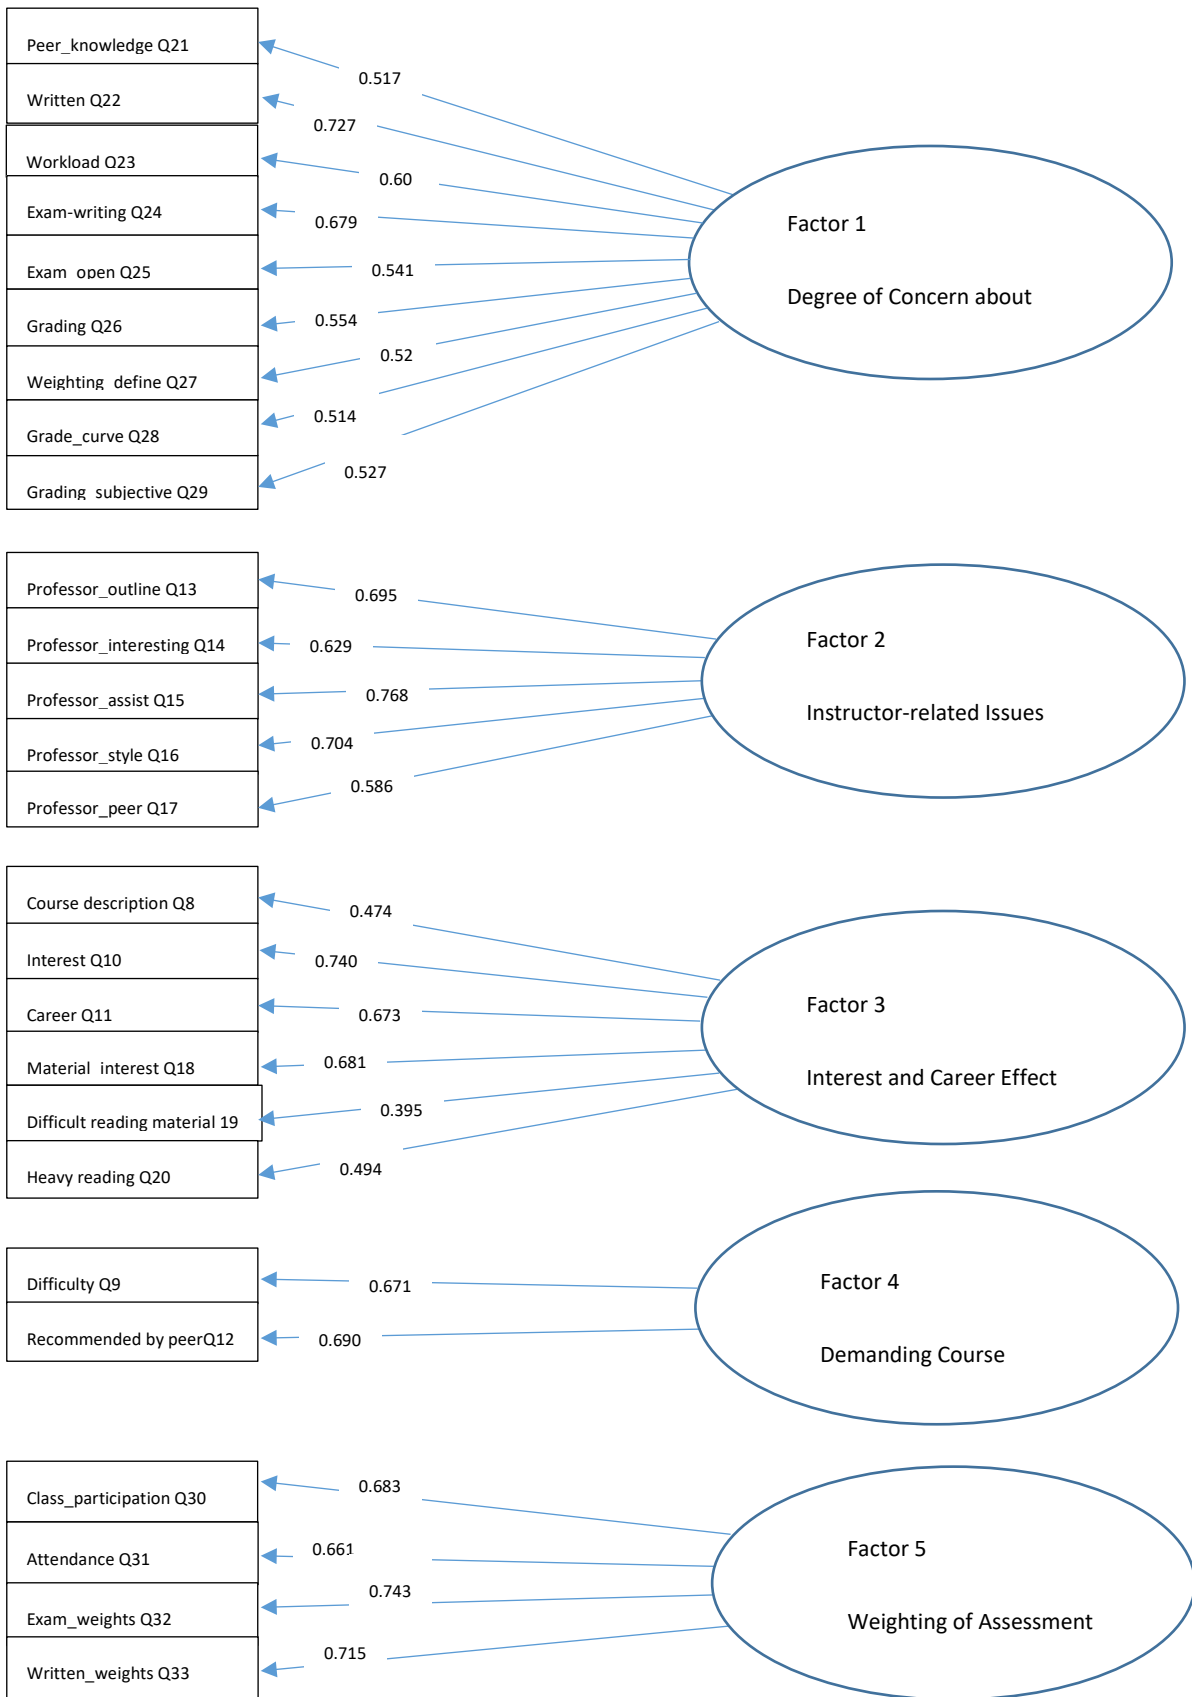 Peer_knowledge Q21
0.517
Written Q22
0.727
Workload Q23
0.60
Exam-writing Q24
0.679
Exam_open Q25
0.541
Grading Q26
0.554
Weighting_define Q27
0.52
Grade_curve Q28
0.514
Grading_subjective Q29
0.527
Factor 1
Degree of Concern about
Professor_outline Q13
0.695
Professor_interesting Q14
0.629
Professor_assist Q15
0.768
Professor_style Q16
0.704
Professor_peer Q17
0.586
Factor 2
Instructor-related Issues
Course description Q8
0.474
Interest Q10
0.740
Career Q11
0.673
Material_interest Q18
0.681
Difficult reading material 19
0.395
Heavy reading Q20
0.494
Factor 3
Interest and Career Effect
Difficulty Q9
0.671
Recommended by peerQ12
0.690
Factor 4
Demanding Course
Class_participation Q30
0.683
Attendance Q31
0.661
Exam_weights Q32
0.743
Written_weights Q33
0.715
Factor 5
Weighting of Assessment